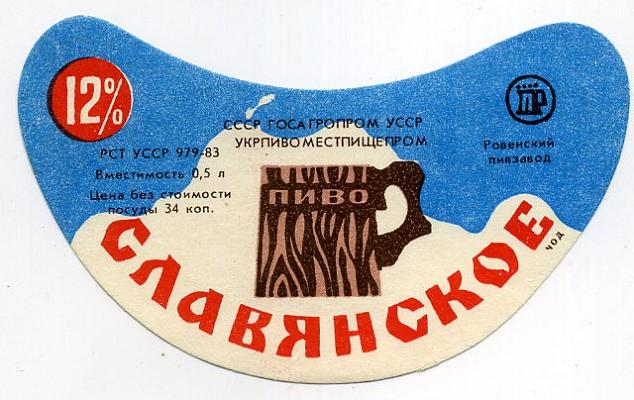 12%
СССР ГОСАГРОПРОМ УССР
УКРПИВОМЕСТПИЩЕПРОМ
РСТ УССР 979-83
Вместимость 0,5 л
Цена без стоимости
посуды 34 коп.
ПР
Ровенский
пивзавод
ПИВО
СЛАВЯНСКОЕ
ЧОД